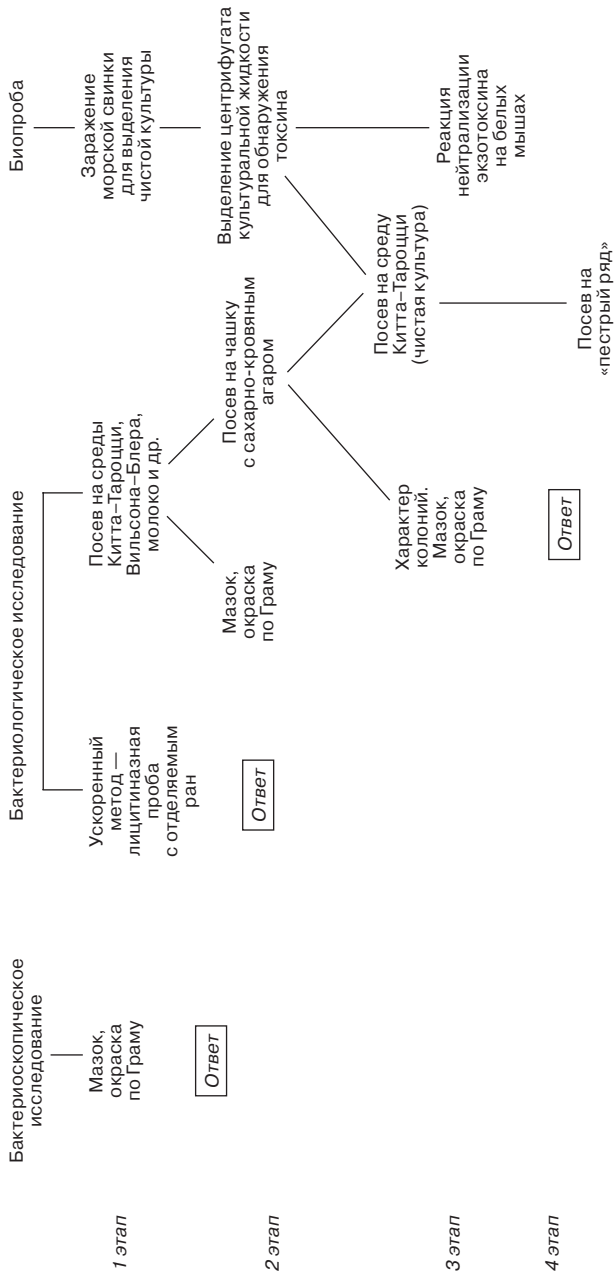 Бактериоскопическое
исследование
Бактериологическое исследование
Биопроба
1 этап
Мазок,
окраска
по Граму
Ускоренный
метод —
лицитиназная
проба
с отделяемым
ран
Посев на среды
Китта–Тароцци,
Вильсона–Блера,
молоко и др.
Заражение
морской свинки
для выделения
чистой культуры
2 этап
Ответ
Ответ
Мазок,
окраска
по Граму
Посев на чашку
с сахарно-кровяным
агаром
Выделение центрифугата
культуральной жидкости
для обнаружения
токсина
3 этап
Характер
колоний.
Мазок,
окраска
по Граму
Посев на среду
Китта–Тароцци
(чистая культура)
Реакция
нейтрализации
экзотоксина
на белых
мышах
4 этап
Ответ
Посев на
«пестрый ряд»